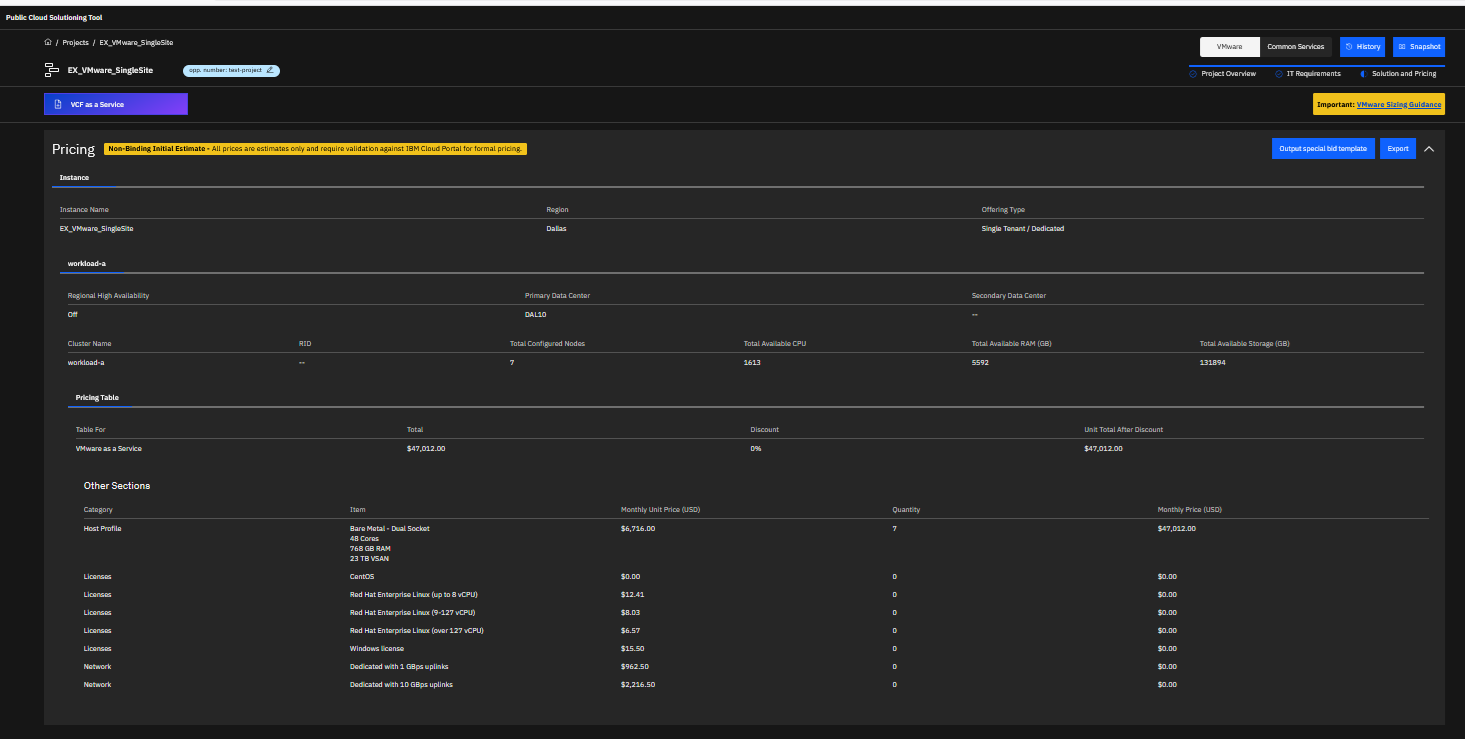 Public Cloud Solutioning Tool
/ Projects / EX_VMware_SingleSite
VMware Common Services History Snapshot
EX_VMware_SingleSite opp. number: test-project
Project Overview IT Requirements Solution and Pricing
VCF as a Service
Important: VMware Sizing Guidance
Pricing Non-Binding Initial Estimate - All prices are estimates only and require validation against IBM Cloud Portal for formal pricing. Output special bid template Export
Instance
Instance Name Region Offering Type
EX_VMware_SingleSite Dallas Single Tenant / Dedicated
workload-a
Regional High Availability Primary Data Center Secondary Data Center
Off DAL10 --
Cluster Name RID Total Configured Nodes Total Available CPU Total Available RAM (GB) Total Available Storage (GB)
workload-a -- 7 1613 5592 131894
Pricing Table
Table For Total Discount Unit Total After Discount
VMware as a Service $47,012.00 0% $47,012.00
Other Sections
Category Item Monthly Unit Price (USD) Quantity Monthly Price (USD)
Host Profile Bare Metal - Dual Socket $6,716.00 7 $47,012.00
48 Cores
768 GB RAM
23 TB VSAN
Licenses CentOS $0.00 0 $0.00
Licenses Red Hat Enterprise Linux (up to 8 vCPU) $12.41 0 $0.00
Licenses Red Hat Enterprise Linux (9-127 vCPU) $8.03 0 $0.00
Licenses Red Hat Enterprise Linux (over 127 vCPU) $6.57 0 $0.00
Licenses Windows license $15.50 0 $0.00
Network Dedicated with 1 GBps uplinks $962.50 0 $0.00
Network Dedicated with 10 GBps uplinks $2,216.50 0 $0.00